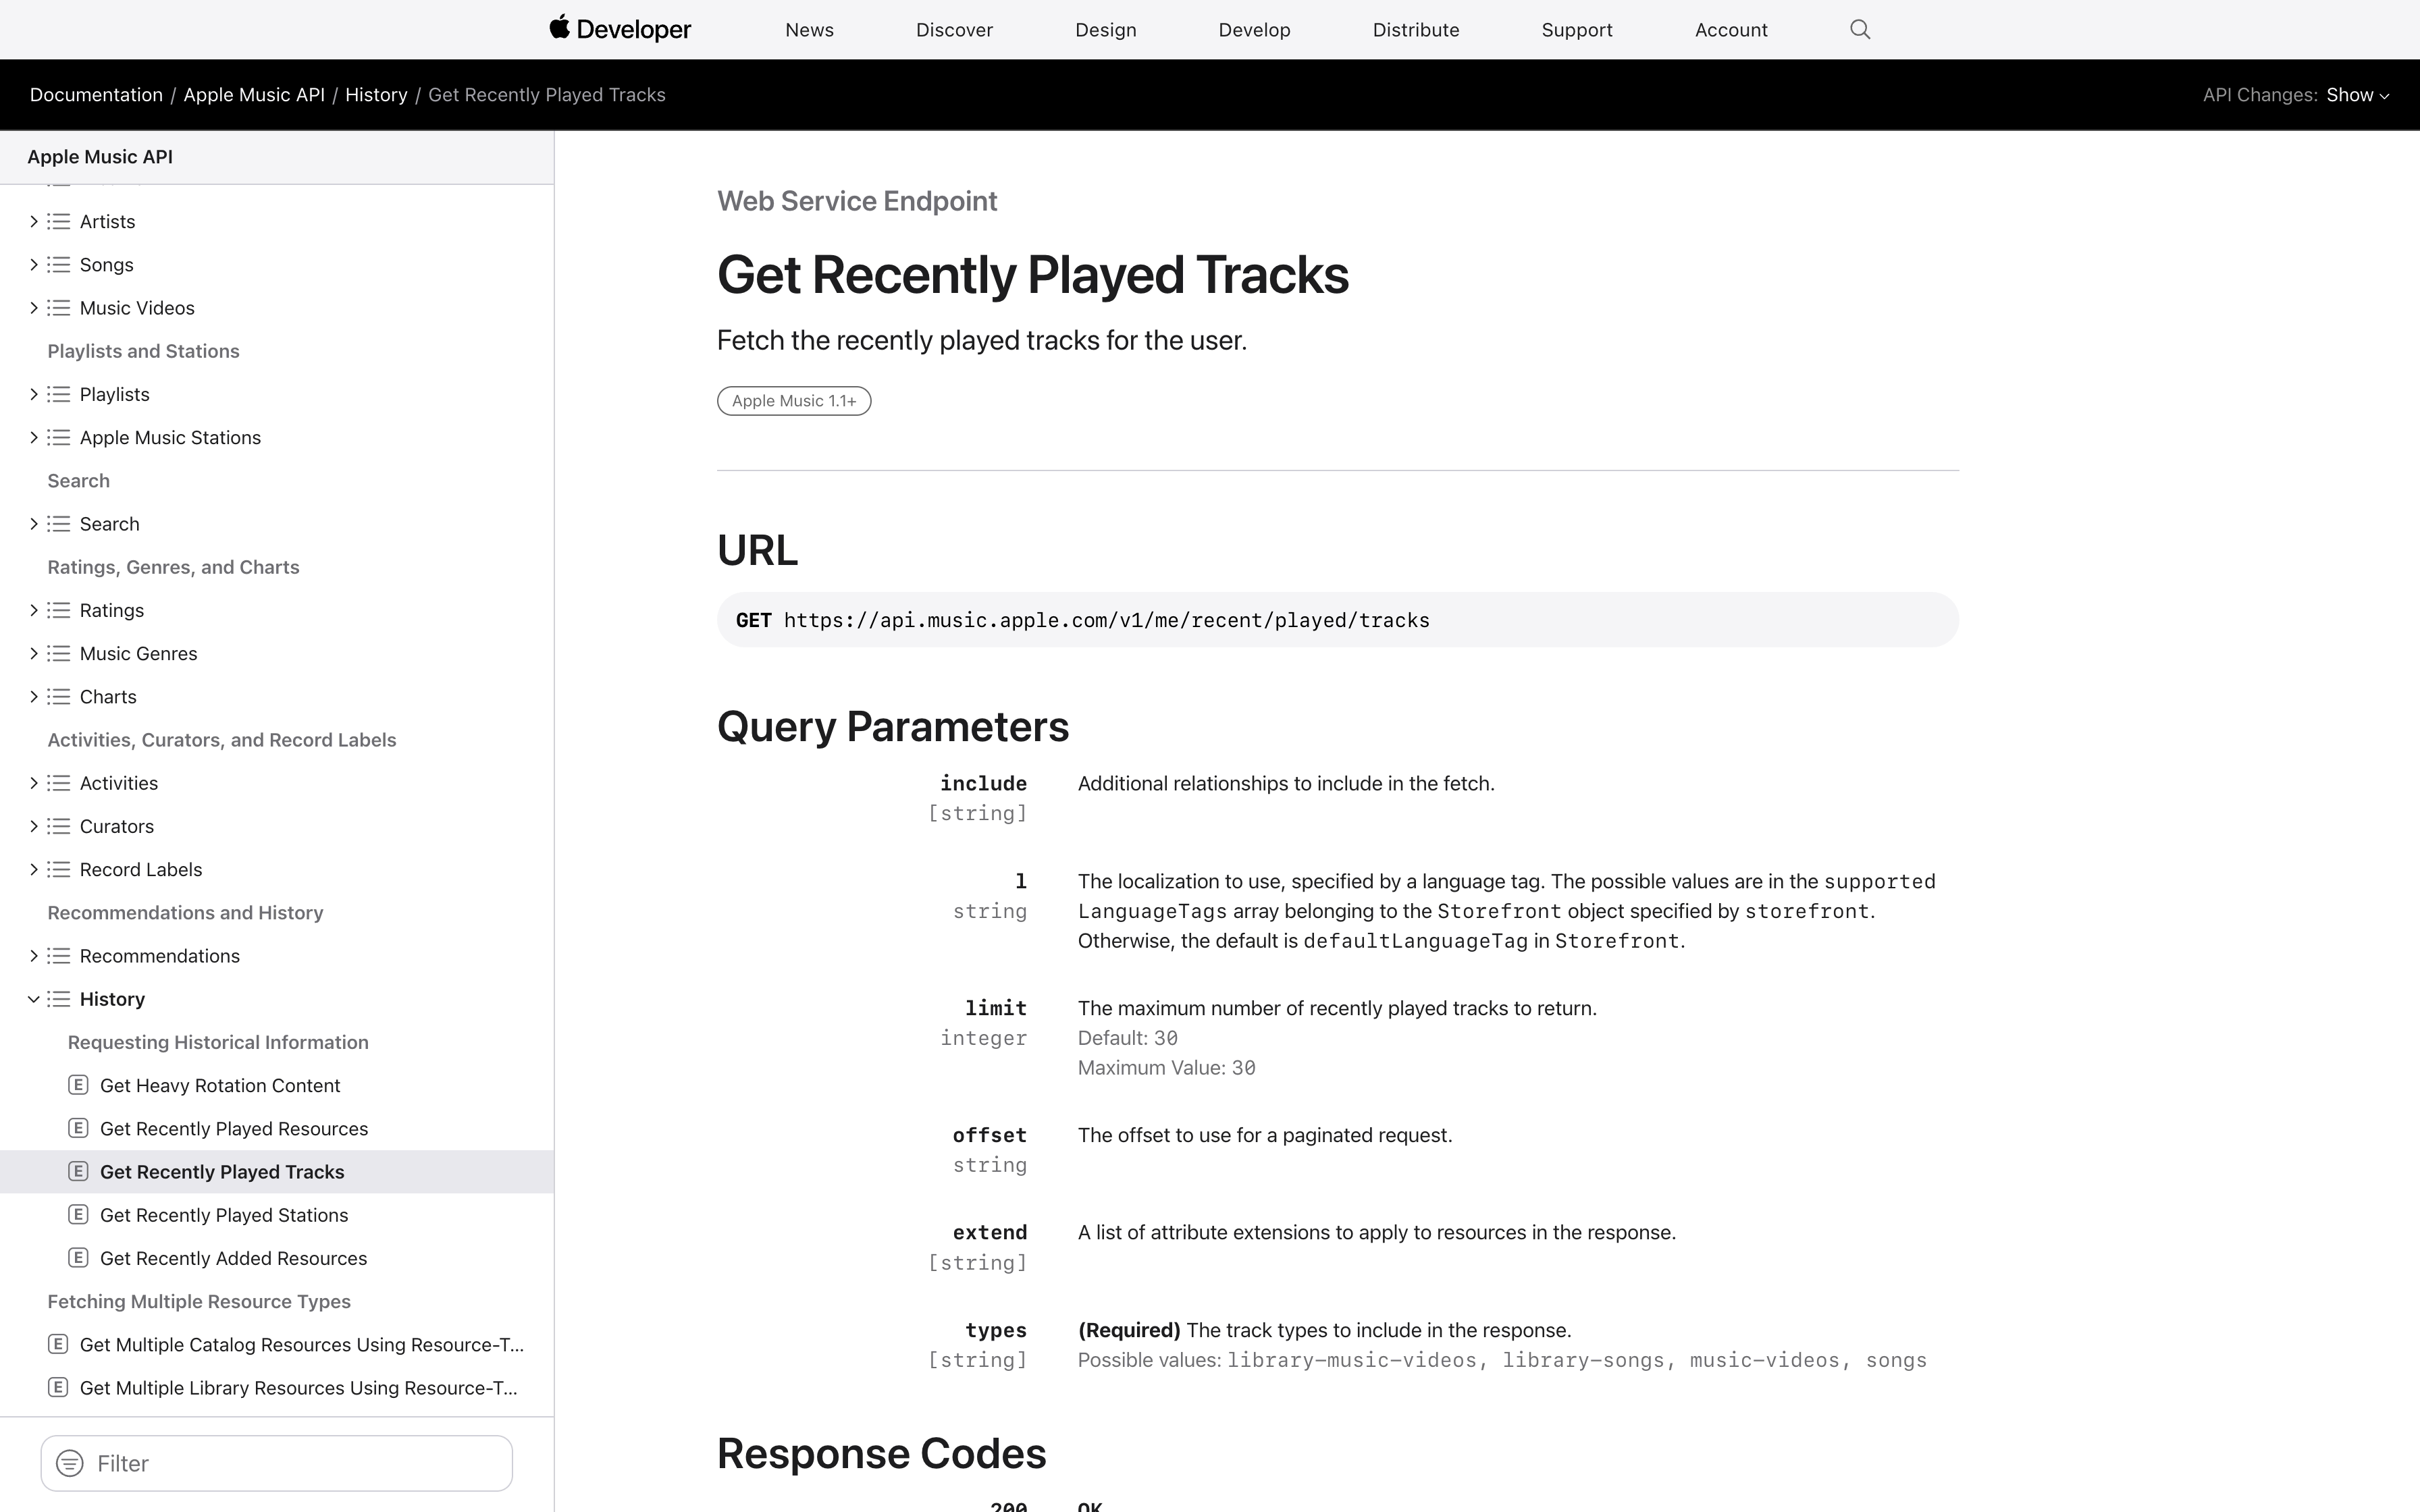 Developer
News
Discover
Design
Develop
Distribute
Support
Account
Documentation / Apple Music API / History / Get Recently Played Tracks
API Changes: Show
Apple Music API
Artists
Songs
Music Videos
Playlists and Stations
Playlists
Apple Music Stations
Search
Search
Ratings, Genres, and Charts
Ratings
Music Genres
Charts
Activities, Curators, and Record Labels
Activities
Curators
Record Labels
Recommendations and History
Recommendations
History
Requesting Historical Information
E Get Heavy Rotation Content
E Get Recently Played Resources
E Get Recently Played Tracks
E Get Recently Played Stations
E Get Recently Added Resources
Fetching Multiple Resource Types
E Get Multiple Catalog Resources Using Resource-T...
E Get Multiple Library Resources Using Resource-T...
Filter
Web Service Endpoint
Get Recently Played Tracks
Fetch the recently played tracks for the user.
Apple Music 1.1+
URL
GET https://api.music.apple.com/v1/me/recent/played/tracks
Query Parameters
include
[string]
Additional relationships to include in the fetch.
l
string
The localization to use, specified by a language tag. The possible values are in the supported
LanguageTags array belonging to the Storefront object specified by storefront.
Otherwise, the default is defaultLanguageTag in Storefront.
limit
integer
The maximum number of recently played tracks to return.
Default: 30
Maximum Value: 30
offset
string
The offset to use for a paginated request.
extend
[string]
A list of attribute extensions to apply to resources in the response.
types
[string]
(Required) The track types to include in the response.
Possible values: library-music-videos, library-songs, music-videos, songs
Response Codes
200
OK